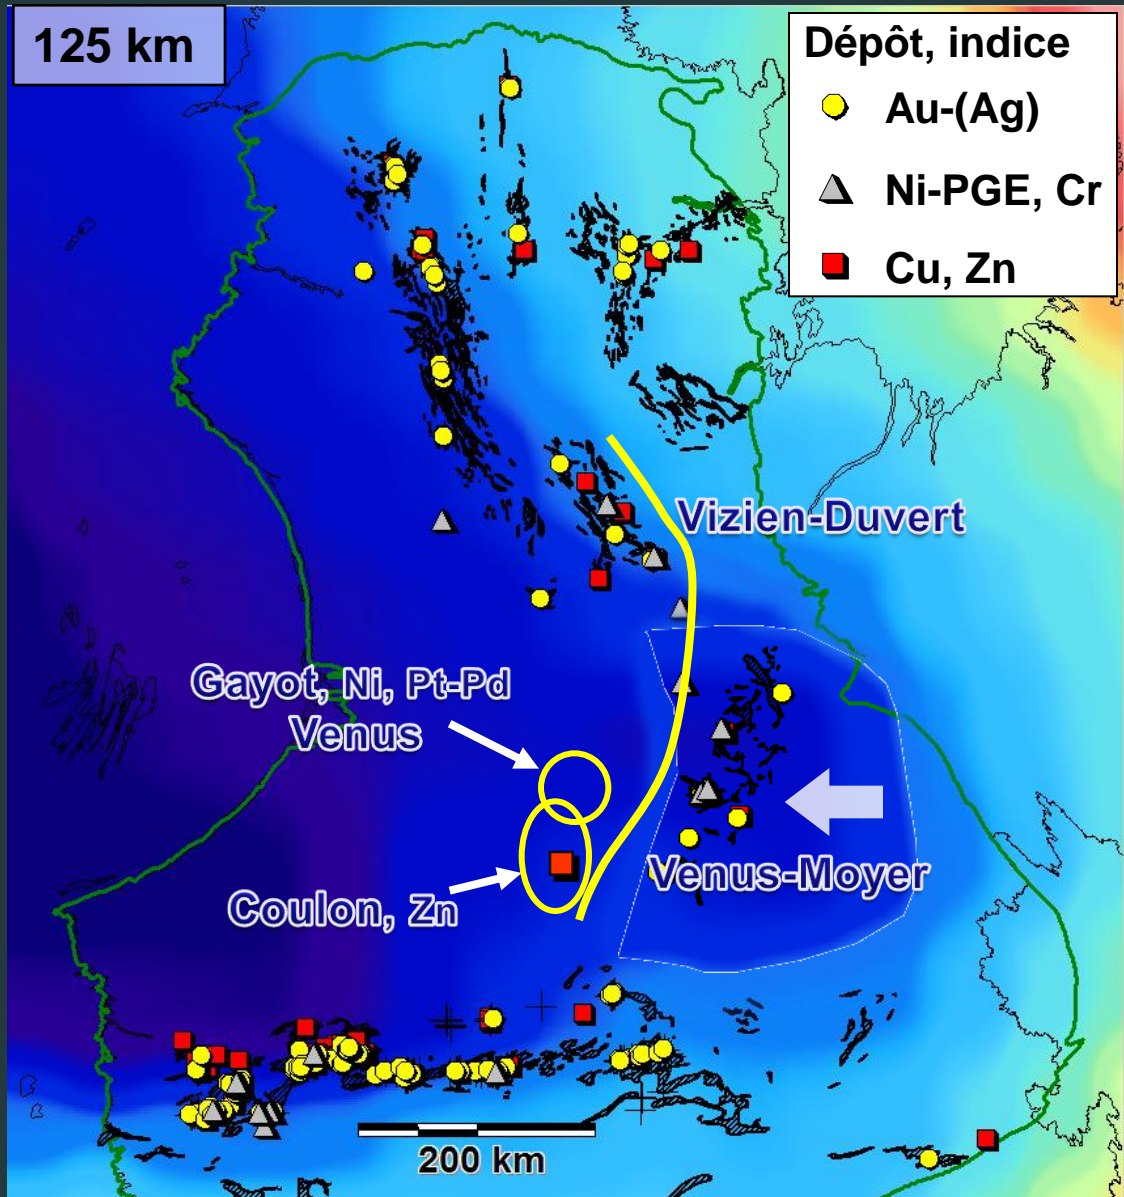 125 km
Dépôt, indice
Au-(Ag)
Ni-PGE, Cr
Cu, Zn
Vizien-Duvert
Gayot, Ni, Pt-Pd
Venus
Venus-Moyer
Coulon, Zn
200 km